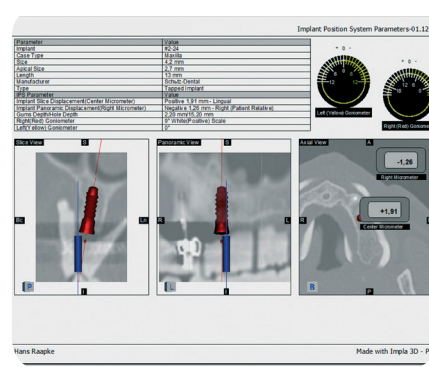 Implant Position System Parameters-01.12
Parameter Value
Implant #2-24
Case Type Maxilla
Size 4,2 mm
Apical Size 2,7 mm
Length 13 mm
Manufacturer Schutz-Dental
Type Tapped Implant
IPS Parameter Value
Implant Slice Displacement(Center Micrometer) Positive 1,91 mm- Lingual
Implant Panoramic Displacement(Right Micrometer) Negative 1,26 mm - Right (Patient Relative)
Gums Depth/Hole Depth 2,20 mm/15,20 mm
Right(Red) Goniometer 9° White(Positive) Scale
Left(Yellow) Goniometer 0°
+ 0 -
+ 0 -
Left (Yellow) Goniometer
Right (Red) Goniometer
Slice View S
Bc Ln
P I
Panoramic View S
R L
L I
Axial View A
-1,26
Right Micrometer
+1,91
Center Micrometer
R
B P
Hans Raapke Made with Impla 3D - P